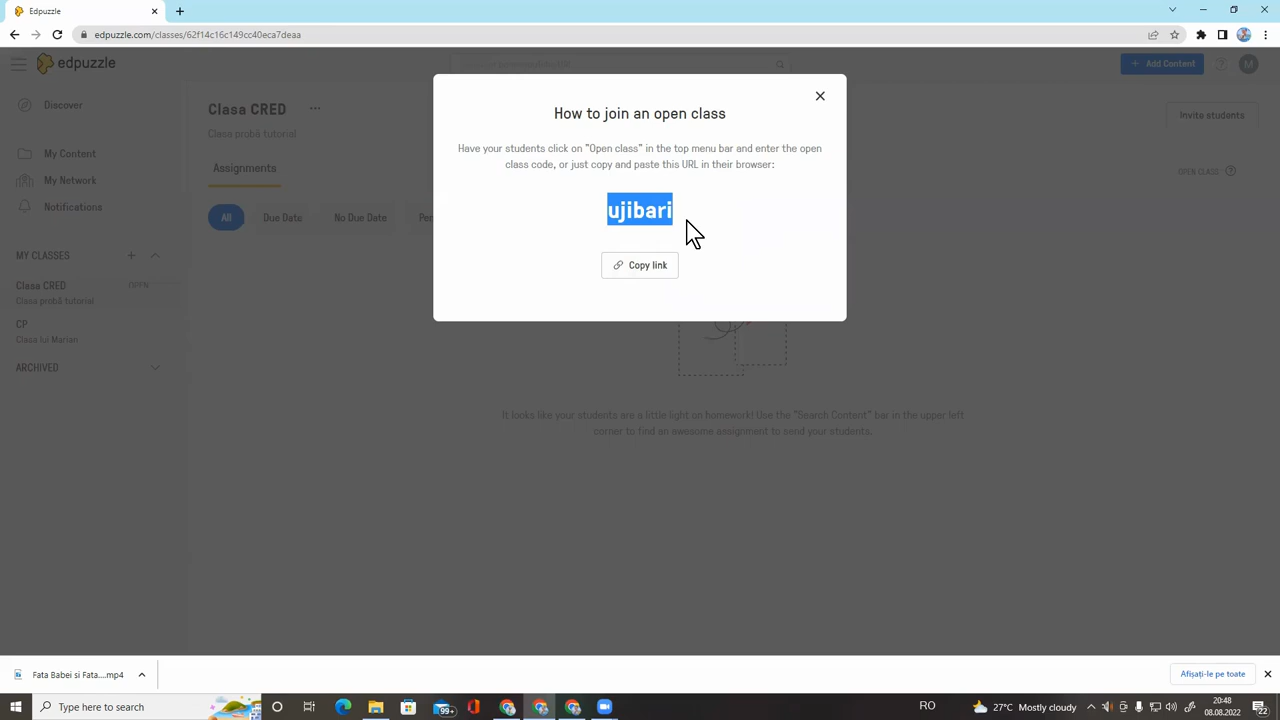 Edpuzzle
edpuzzle.com/classes/62f14c16c149cc40eca7deaa
edpuzzle
Add Content
M
Discover
My Content
My Network
Notifications
MY CLASSES
Clasa CRED
OPEN
Clasa probă tutorial
CP
Clasa lui Marian
ARCHIVED
Clasa CRED
Clasa probă tutorial
Invite students
Assignments
OPEN CLASS
All
Due Date
No Due Date
How to join an open class
Have your students click on "Open class" in the top menu bar and enter the open
class code, or just copy and paste this URL in their browser:
ujibari
Copy link
It looks like your students are a little light on homework! Use the "Search Content" bar in the upper left
corner to find an awesome assignment to send your students.
Fata Babei si Fata....mp4
Afișați-le pe toate
Type here to search
99+
RO
27°C Mostly cloudy
20:48
08.08.2022
2